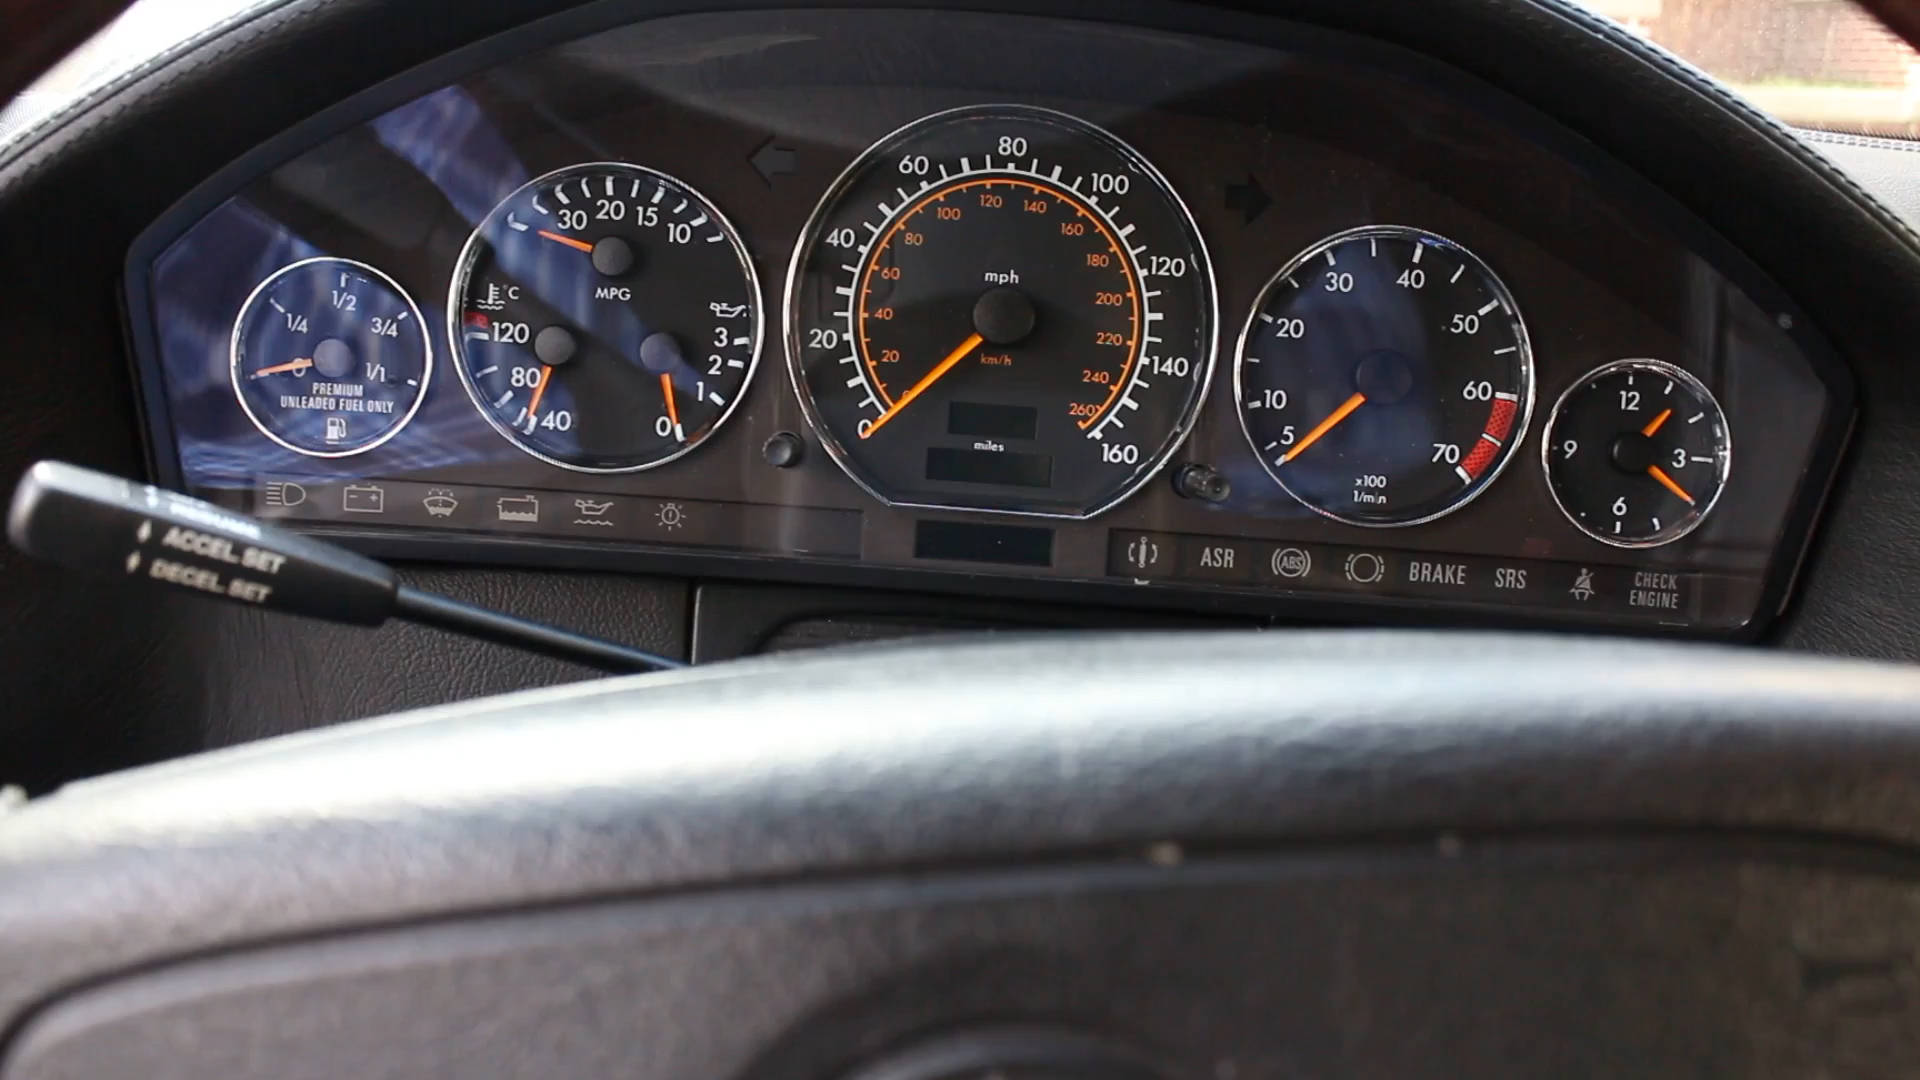 1/4
1/2
3/4
1/1
PREMIUM
UNLEADED FUEL ONLY
30 20 15 10
MPG
°C
120
80
40
3
2
1
0
0 20 40 60 80 100 120 140 160
mph
0 20 40 60 80 100 120 140 160 180 200 220 240 260
km/h
miles
5 10 20 30 40 50 60 70
x100
1/min
12
3
6
9
ASR
ABS
BRAKE
SRS
CHECK
ENGINE
ACCEL. SET
DECEL. SET